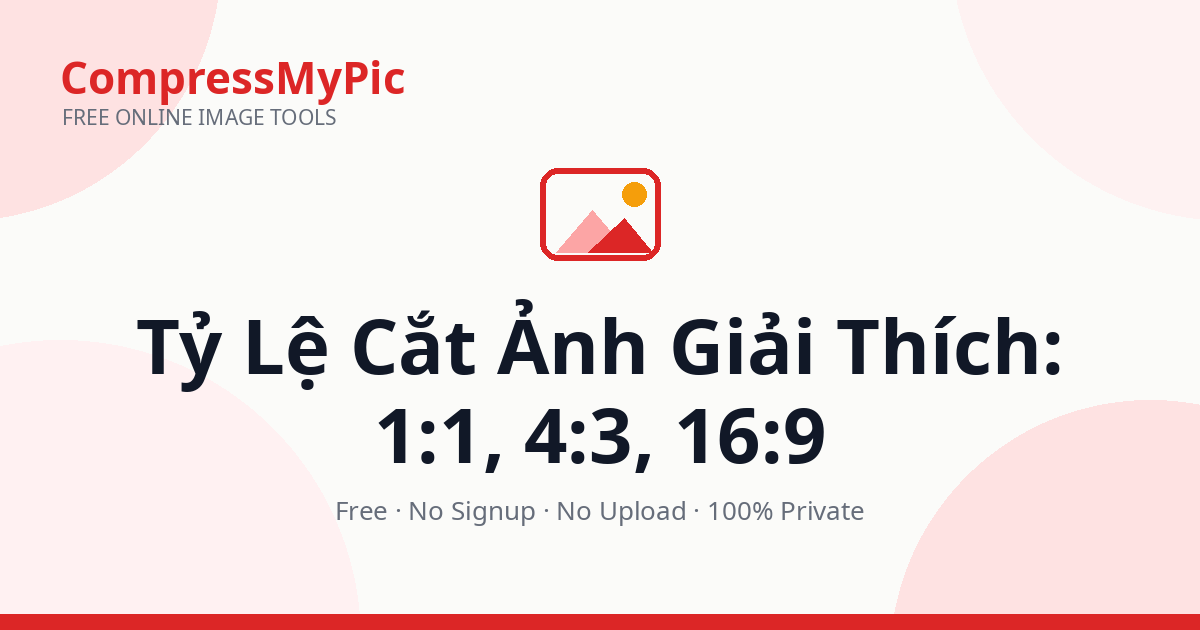 CompressMyPic
FREE ONLINE IMAGE TOOLS
Tỷ Lệ Cắt Ảnh Giải Thích:
1:1, 4:3, 16:9
Free · No Signup · No Upload · 100% Private